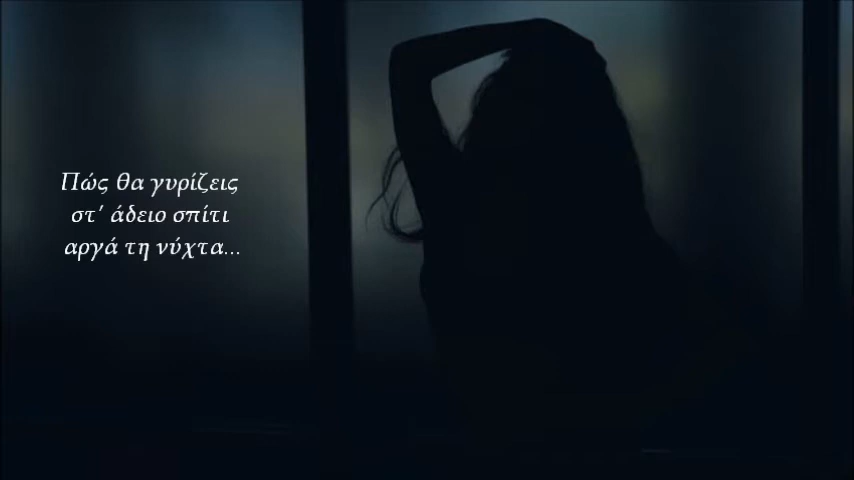 Πώς θα γυρίζεις
στ' άδειο σπίτι
αργά τη νύχτα...